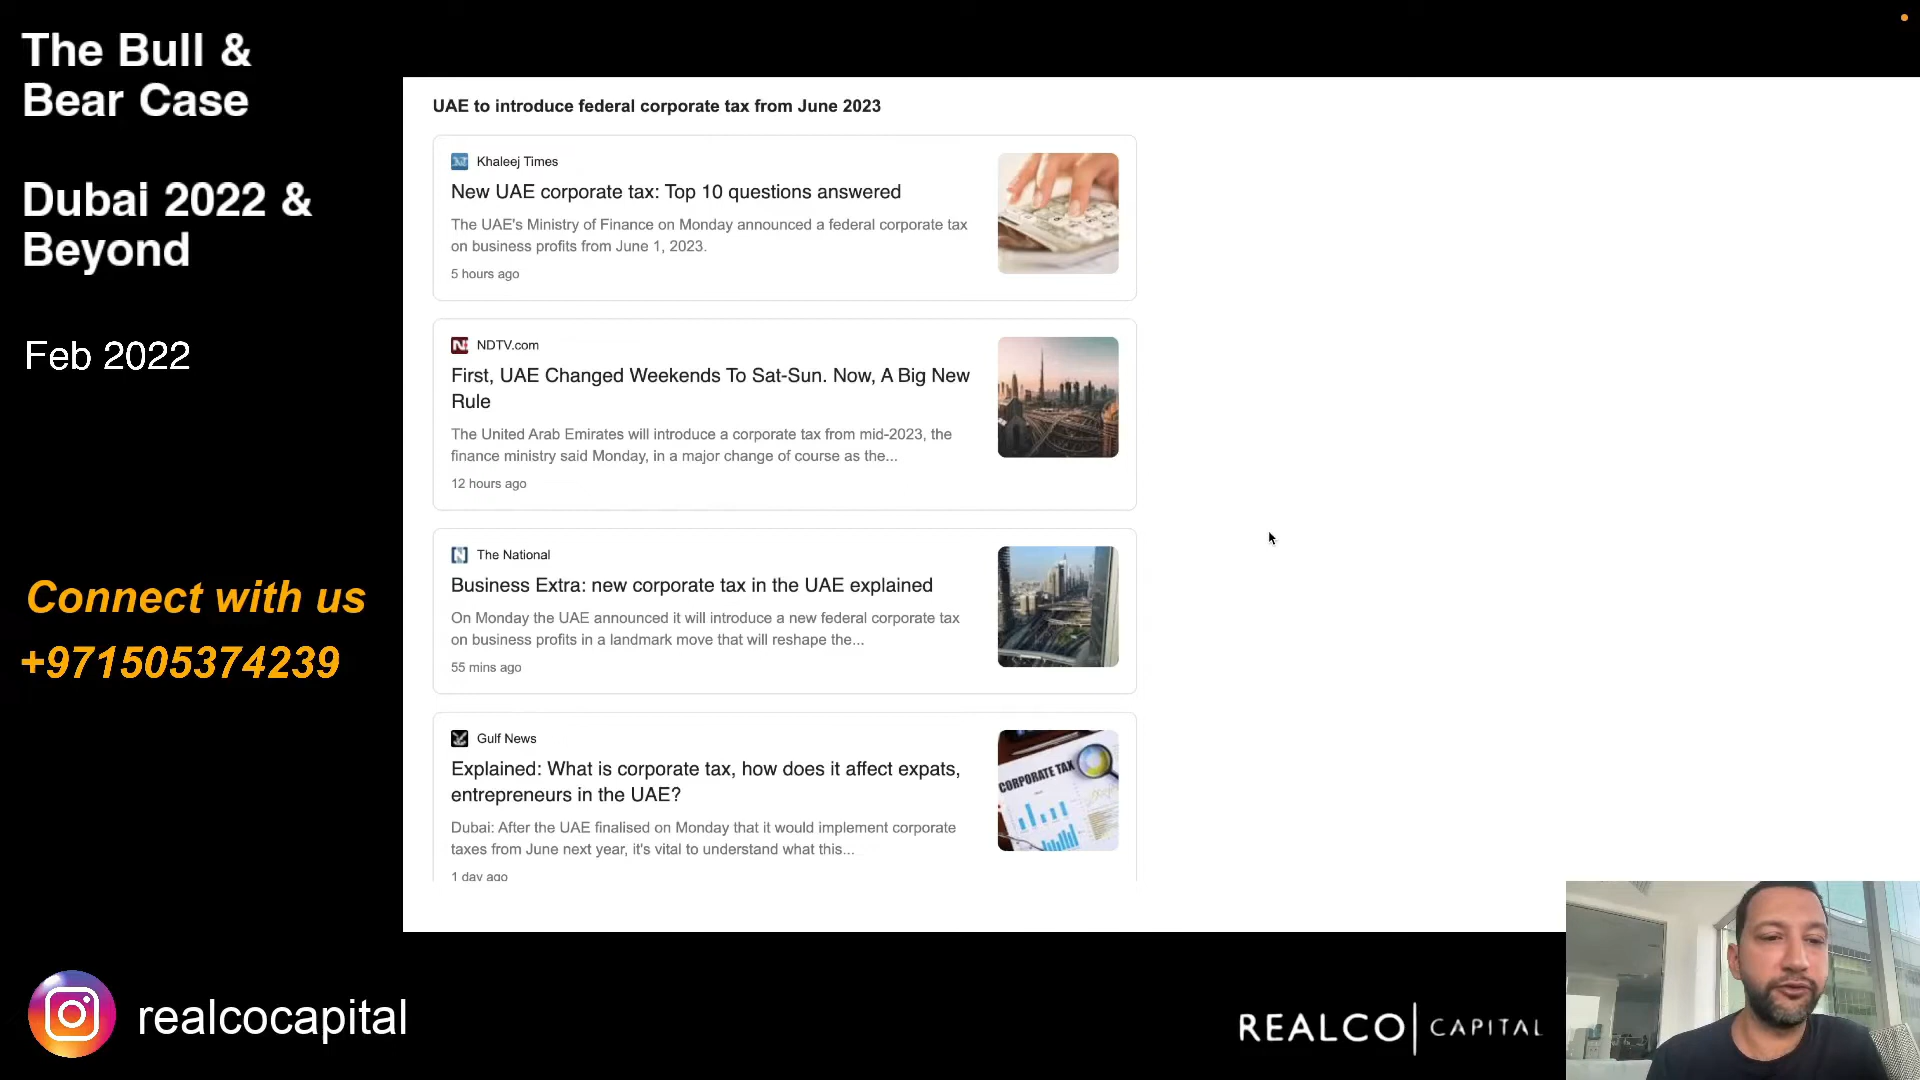 The Bull &
Bear Case
Dubai 2022 &
Beyond
Feb 2022
Connect with us
+971505374239
realcocapital
UAE to introduce federal corporate tax from June 2023
Khaleej Times
New UAE corporate tax: Top 10 questions answered
The UAE's Ministry of Finance on Monday announced a federal corporate tax
on business profits from June 1, 2023.
5 hours ago
NDTV.com
First, UAE Changed Weekends To Sat-Sun. Now, A Big New
Rule
The United Arab Emirates will introduce a corporate tax from mid-2023, the
finance ministry said Monday, in a major change of course as the...
12 hours ago
The National
Business Extra: new corporate tax in the UAE explained
On Monday the UAE announced it will introduce a new federal corporate tax
on business profits in a landmark move that will reshape the...
55 mins ago
Gulf News
Explained: What is corporate tax, how does it affect expats,
entrepreneurs in the UAE?
Dubai: After the UAE finalised on Monday that it would implement corporate
taxes from June next year, it's vital to understand what this...
1 day ago
CORPORATE TAX
REALCO CAPITAL